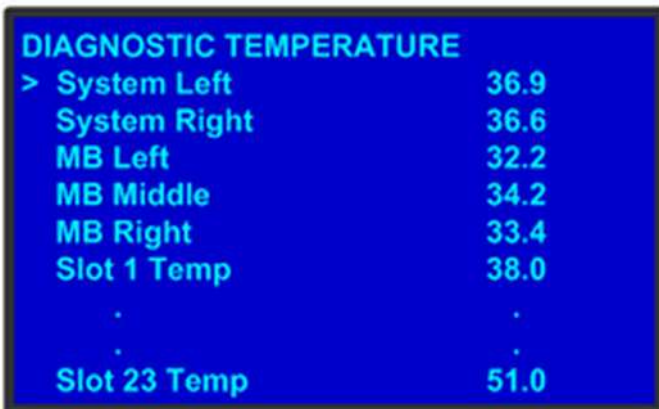 DIAGNOSTIC TEMPERATURE
> System Left 36.9
System Right 36.6
MB Left 32.2
MB Middle 34.2
MB Right 33.4
Slot 1 Temp 38.0
. .
. .
Slot 23 Temp 51.0